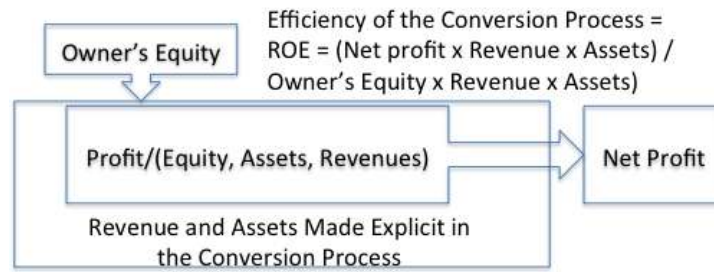 Efficiency of the Conversion Process =
ROE = (Net profit x Revenue x Assets) /
Owner's Equity x Revenue x Assets)
Owner's Equity
Profit/(Equity, Assets, Revenues)
Net Profit
Revenue and Assets Made Explicit in
the Conversion Process